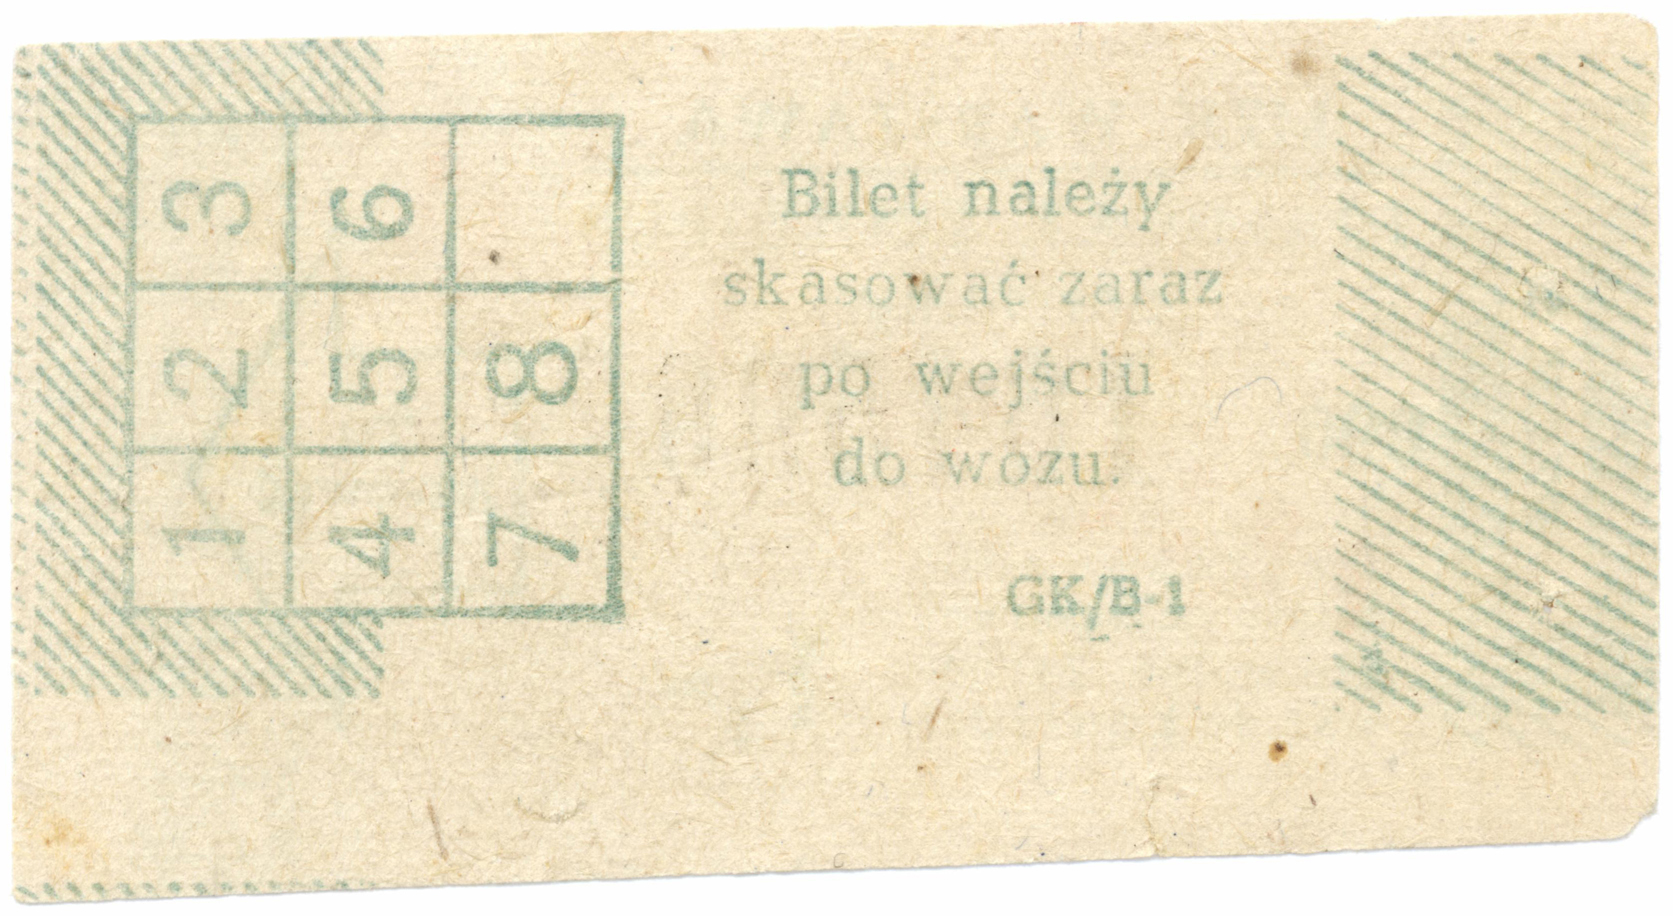 3 6
2 5 8
1 4 7
Bilet należy
skasować zaraz
po wejściu
do wozu.
GK/B-1